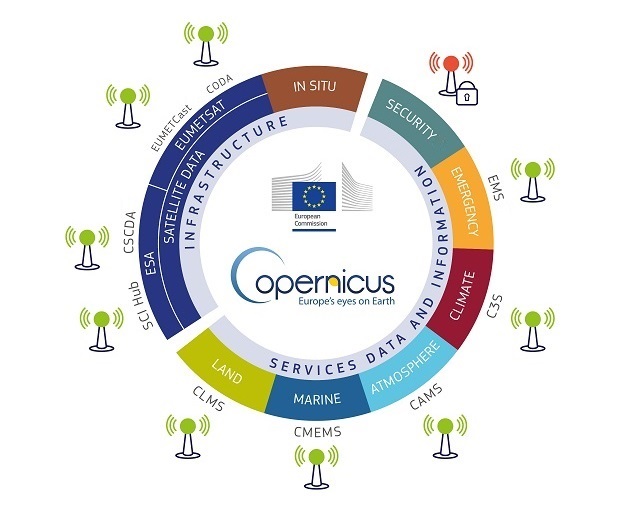 CODA
IN SITU
EUMETCast
EUMETSAT
SATELLITE DATA
INFRASTRUCTURE
CSCDA
ESA
SCI Hub
SECURITY
EMERGENCY
EMS
CLIMATE
C3S
ATMOSPHERE
CAMS
MARINE
CMEMS
LAND
CLMS
SERVICES DATA AND INFORMATION
European
Commission
Copernicus
Europe's eyes on Earth